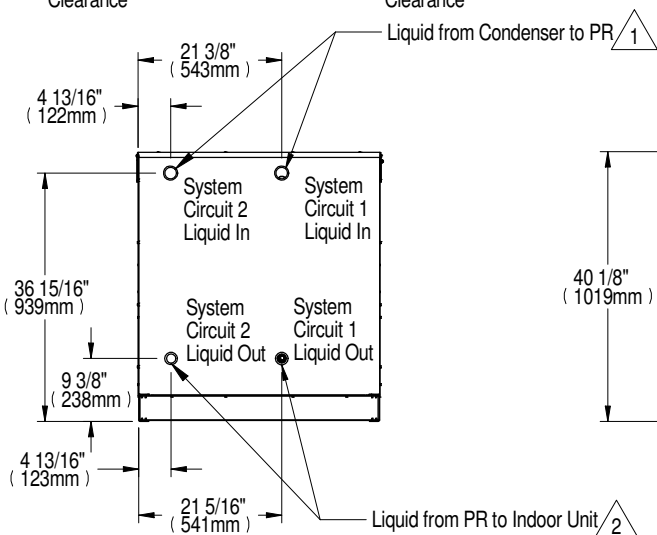 Clearance
Clearance
Liquid from Condenser to PR 1
21 3/8"
(543mm)
4 13/16"
(122mm)
System
Circuit 2
Liquid In
System
Circuit 1
Liquid In
36 15/16"
(939mm)
40 1/8"
(1019mm)
System
Circuit 2
Liquid Out
System
Circuit 1
Liquid Out
9 3/8"
(238mm)
4 13/16"
(123mm)
21 5/16"
(541mm)
Liquid from PR to Indoor Unit 2